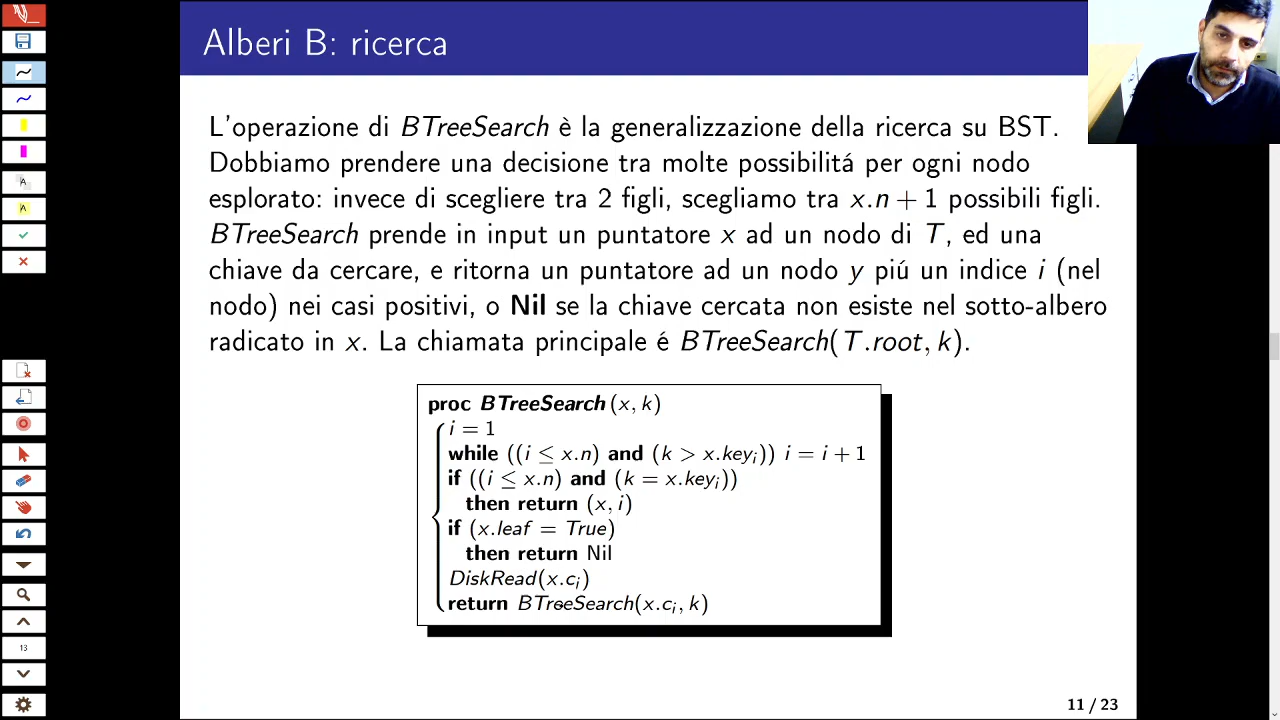 Alberi B: ricerca
L'operazione di BTreeSearch è la generalizzazione della ricerca su BST.
Dobbiamo prendere una decisione tra molte possibilitá per ogni nodo
esplorato: invece di scegliere tra 2 figli, scegliamo tra x.n + 1 possibili figli.
BTreeSearch prende in input un puntatore x ad un nodo di T, ed una
chiave da cercare, e ritorna un puntatore ad un nodo y piú un indice i (nel
nodo) nei casi positivi, o Nil se la chiave cercata non esiste nel sotto-albero
radicato in x. La chiamata principale é BTreeSearch(T.root, k).
proc BTreeSearch (x, k)
i = 1
while ((i ≤ x.n) and (k > x.keyᵢ)) i = i + 1
if ((i ≤ x.n) and (k = x.keyᵢ))
then return (x, i)
if (x.leaf = True)
then return Nil
DiskRead(x.cᵢ)
return BTreeSearch(x.cᵢ, k)
13
11 / 23